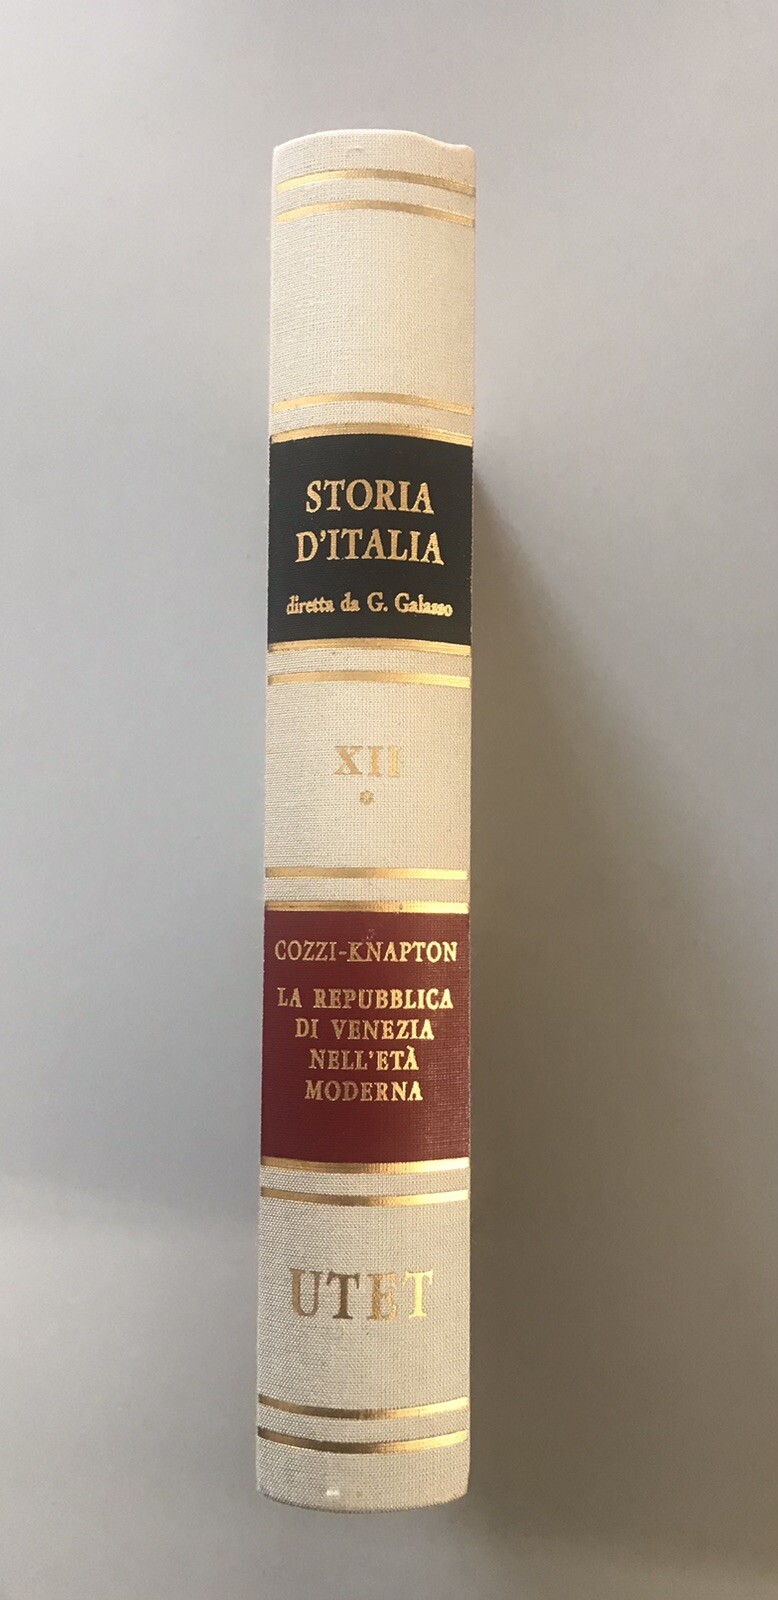 STORIA
D'ITALIA
diretta da G. Galasso
XII
*
COZZI-KNAPTON
LA REPUBBLICA
DI VENEZIA
NELL'ETÀ
MODERNA
UTET